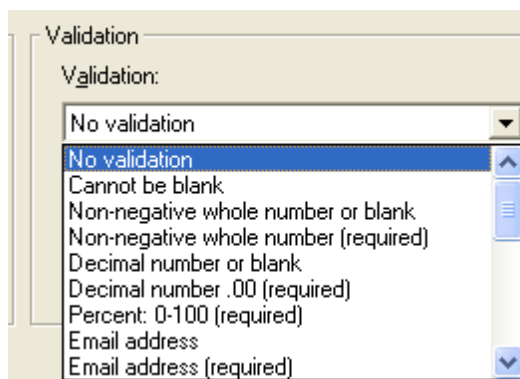 Validation
Validation:
No validation
No validation
Cannot be blank
Non-negative whole number or blank
Non-negative whole number (required)
Decimal number or blank
Decimal number .00 (required)
Percent: 0-100 (required)
Email address
Email address (required)